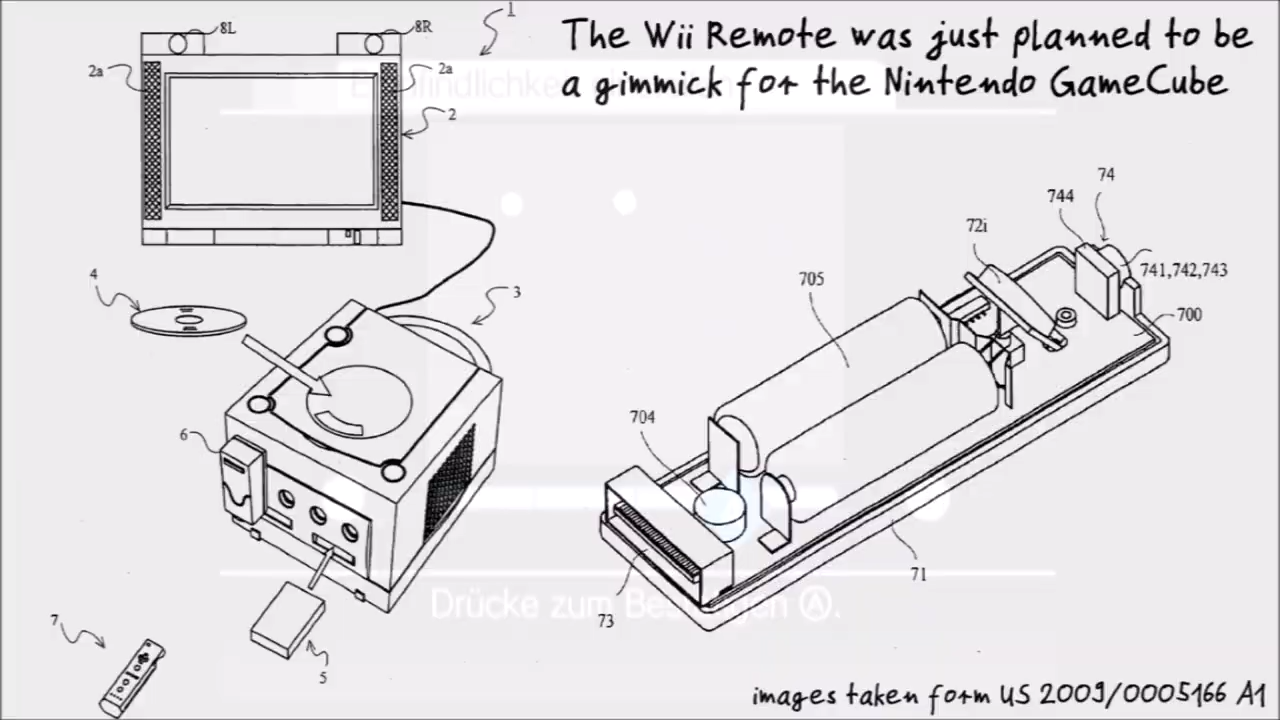 The Wii Remote was just planned to be
a gimmick for the Nintendo GameCube
8L
8R
1
2a
2a
2
4
3
6
7
5
74
744
72i
741,742,743
705
700
704
71
73
Drücke zum Bestätigen Ⓐ.
images taken form US 2009/0005166 A1